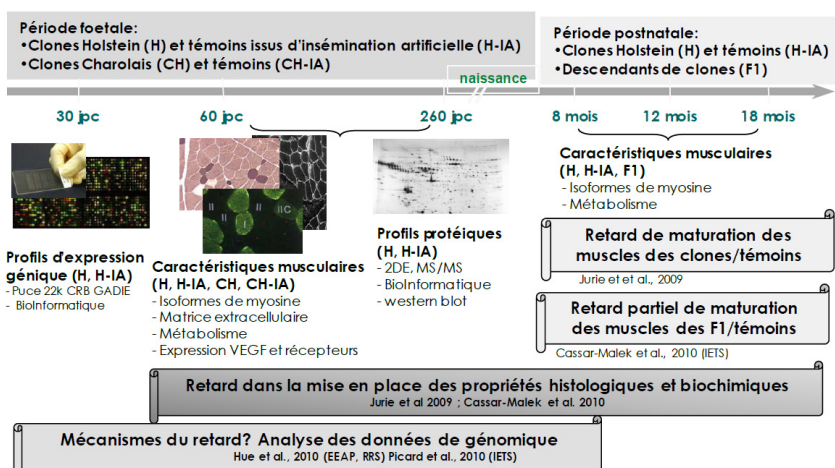 Période foetale:
•Clones Holstein (H) et témoins issus d'insémination artificielle (H-IA)
•Clones Charolais (CH) et témoins (CH-IA)
Période postnatale:
•Clones Holstein (H) et témoins (H-IA)
•Descendants de clones (F1)
naissance
30 jpc
60 jpc
260 jpc
8 mois
12 mois
18 mois
II
II
IIC
I
Profils d'expression
génique (H, H-IA)
- Puce 22k CRB GADIE
- BioInformatique
Caractéristiques musculaires
(H, H-IA, CH, CH-IA)
- Isoformes de myosine
- Matrice extracellulaire
- Métabolisme
- Expression VEGF et récepteurs
Profils protéiques
(H, H-IA)
- 2DE, MS/MS
- BioInformatique
- western blot
Caractéristiques musculaires
(H, H-IA, F1)
- Isoformes de myosine
- Métabolisme
Retard de maturation des
muscles des clones/témoins
Jurie et et al., 2009
Retard partiel de maturation
des muscles des F1/témoins
Cassar-Malek et al., 2010 (IETS)
Retard dans la mise en place des propriétés histologiques et biochimiques
Jurie et al 2009 ; Cassar-Malek et al. 2010
Mécanismes du retard? Analyse des données de génomique
Hue et al., 2010 (EEAP, RRS) Picard et al., 2010 (IETS)